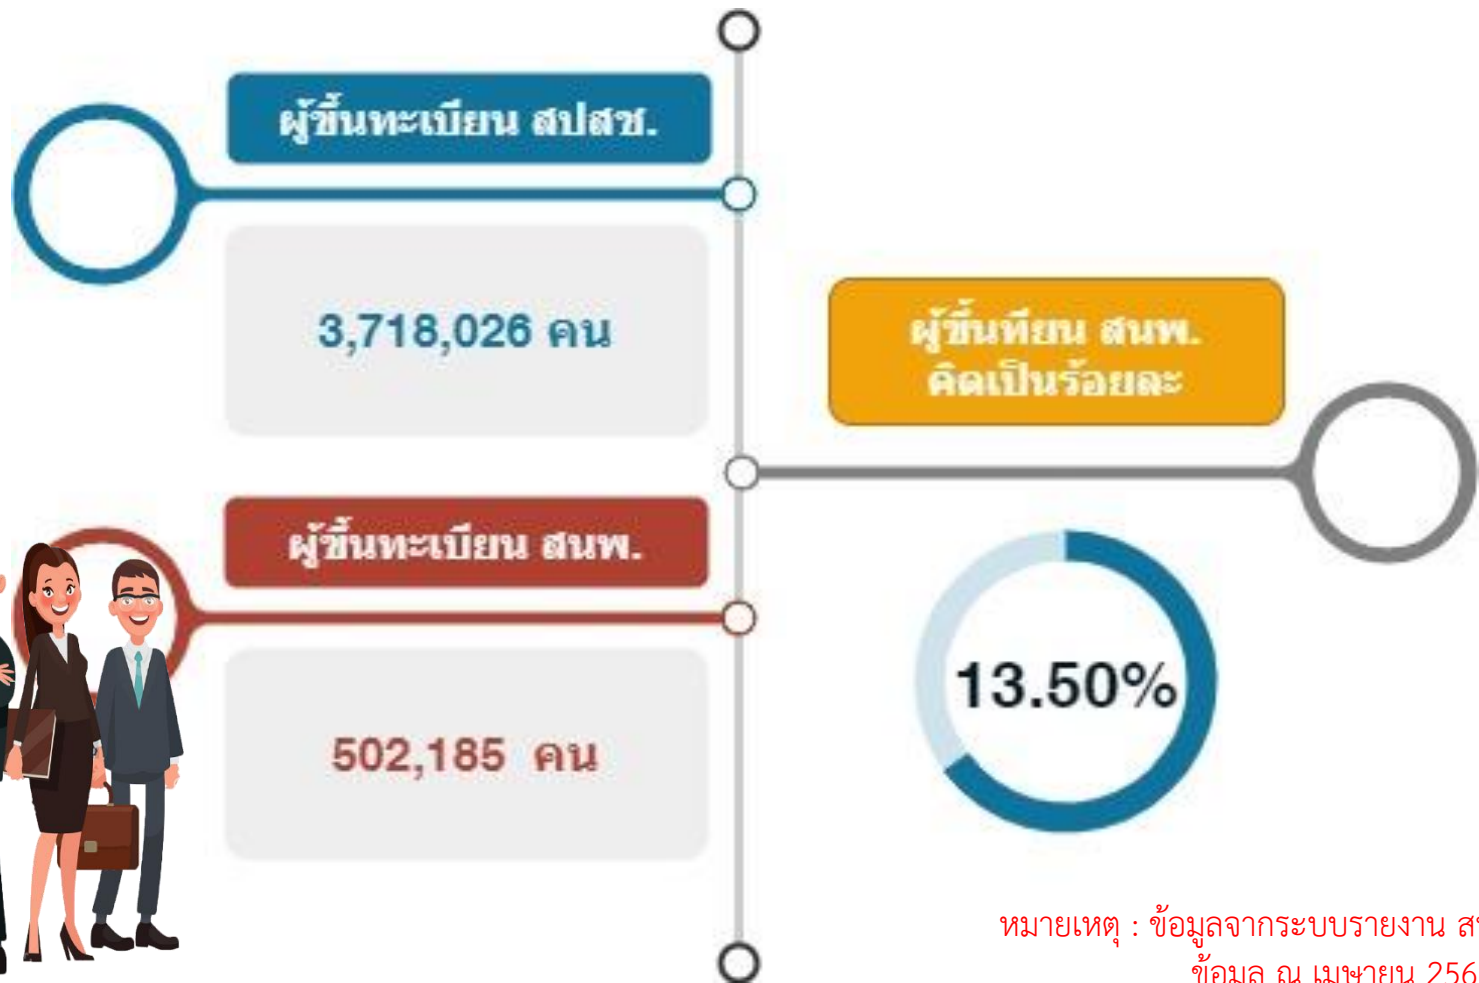 ผู้ขึ้นทะเบียน สปสช.
3,718,026 คน
ผู้ขึ้นทียน สนพ.
คิดเป็นร้อยละ
ผู้ขึ้นทะเบียน สนพ.
13.50%
502,185 คน
หมายเหตุ : ข้อมูลจากระบบรายงาน
ข้อมูล ณ เมษายน